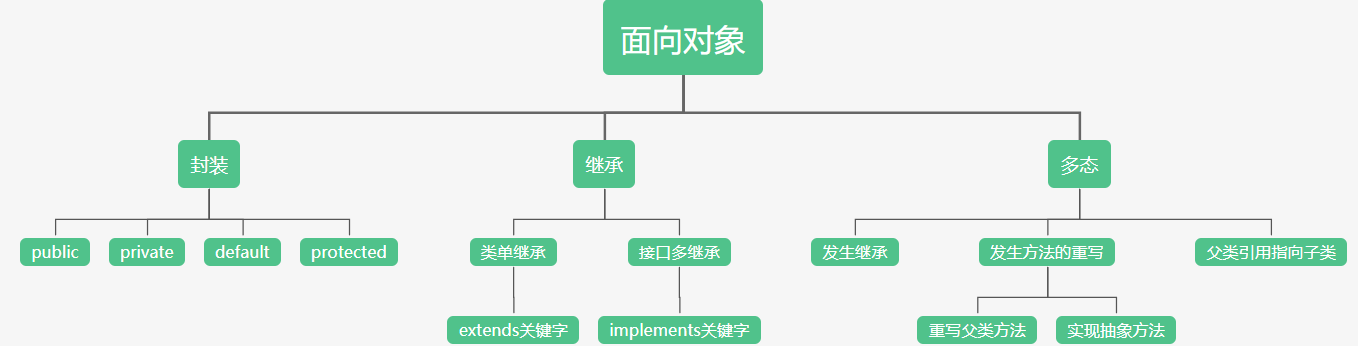 面向对象
封装
继承
多态
public
private
default
protected
类单继承
接口多继承
发生继承
发生方法的重写
父类引用指向子类
extends关键字
implements关键字
重写父类方法
实现抽象方法